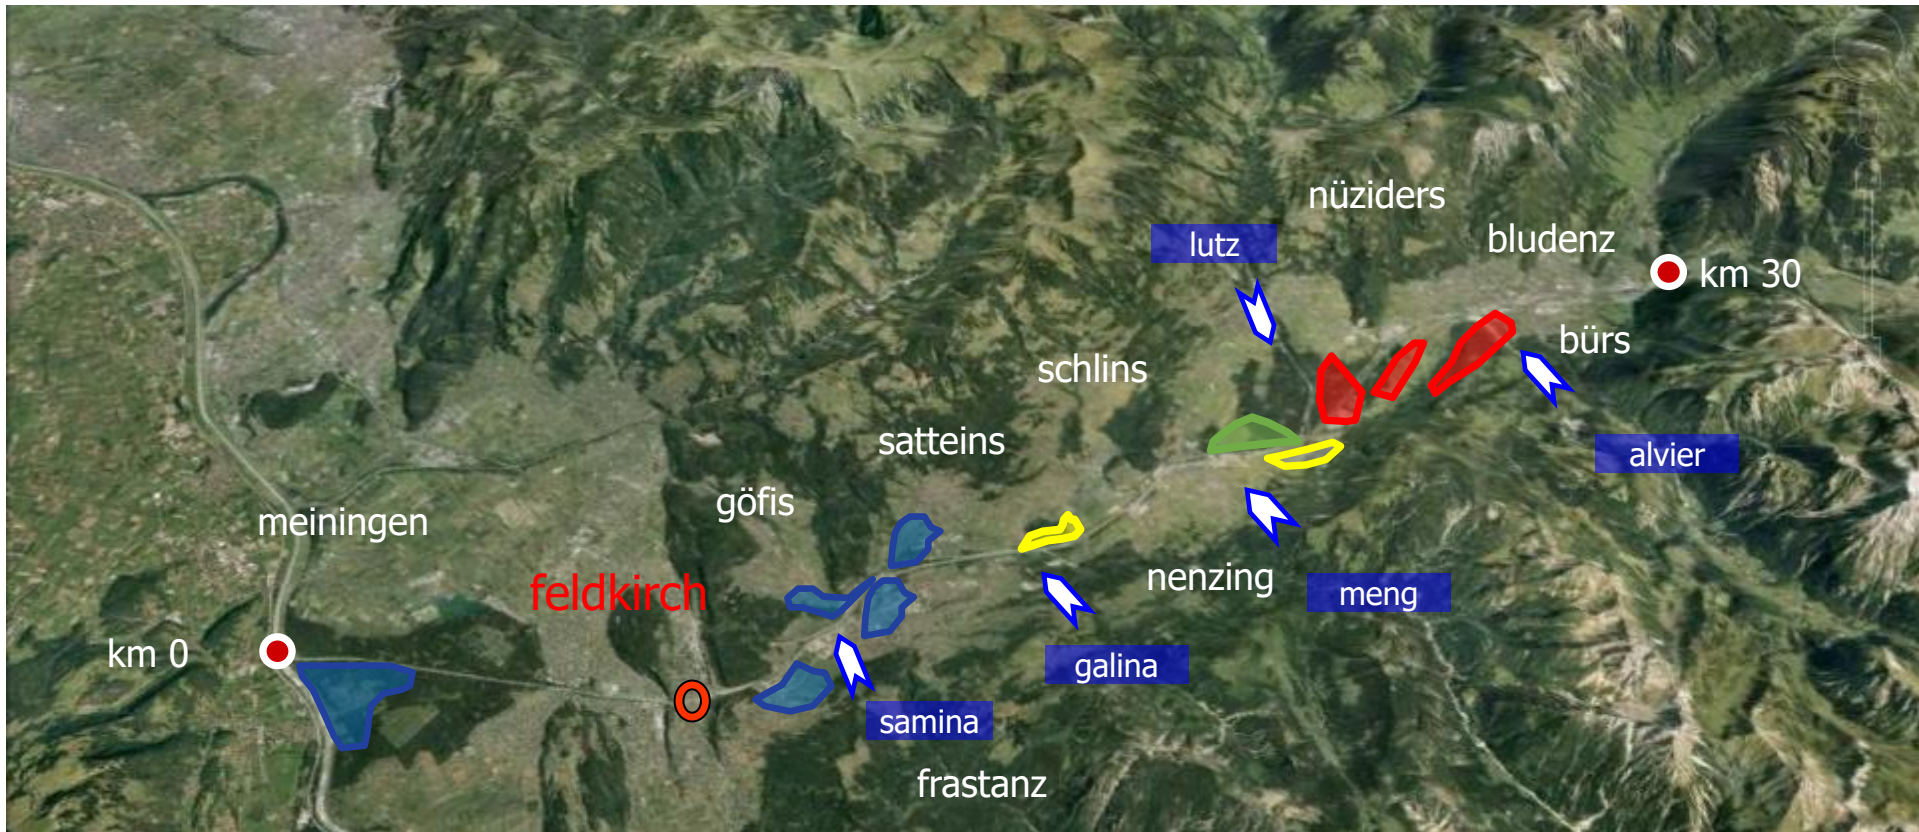 nüziders
bludenz
lutz
km 30
bürs
schlins
satteins
alvier
göfis
meiningen
nenzing
feldkirch
meng
km 0
galina
samina
frastanz